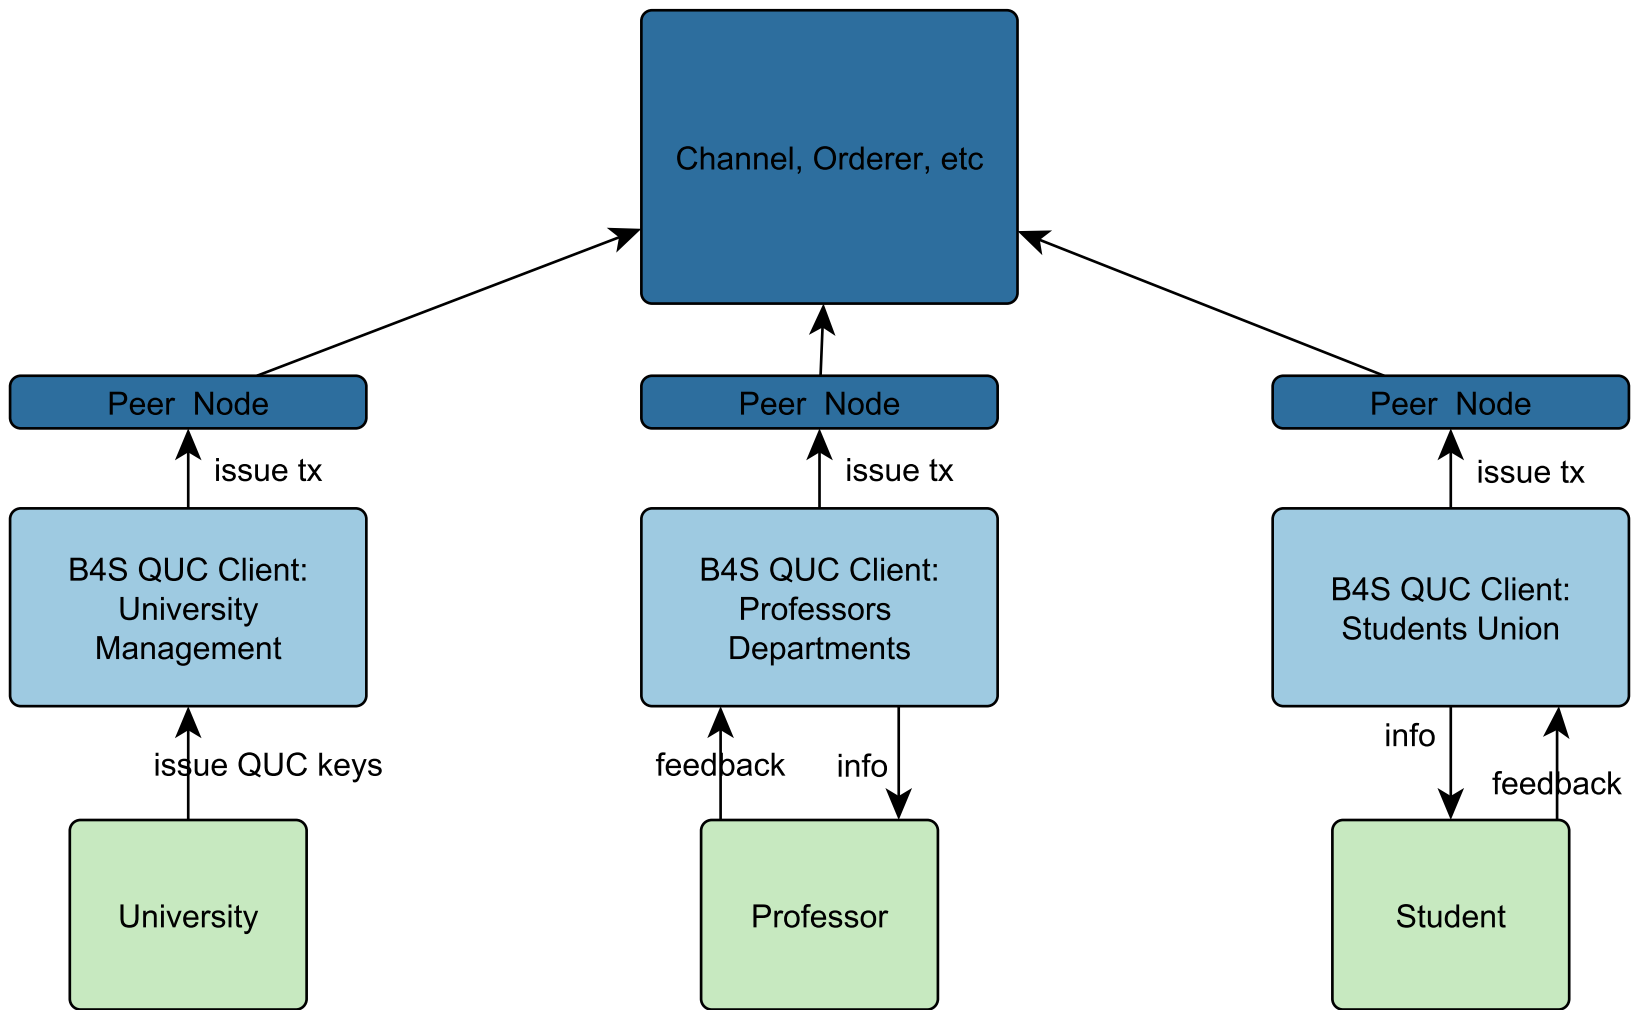 Channel, Orderer, etc
Peer Node
Peer Node
Peer Node
issue tx
issue tx
issue tx
B4S QUC Client:
University
Management
B4S QUC Client:
Professors
Departments
B4S QUC Client:
Students Union
issue QUC keys
feedback
info
info
feedback
University
Professor
Student